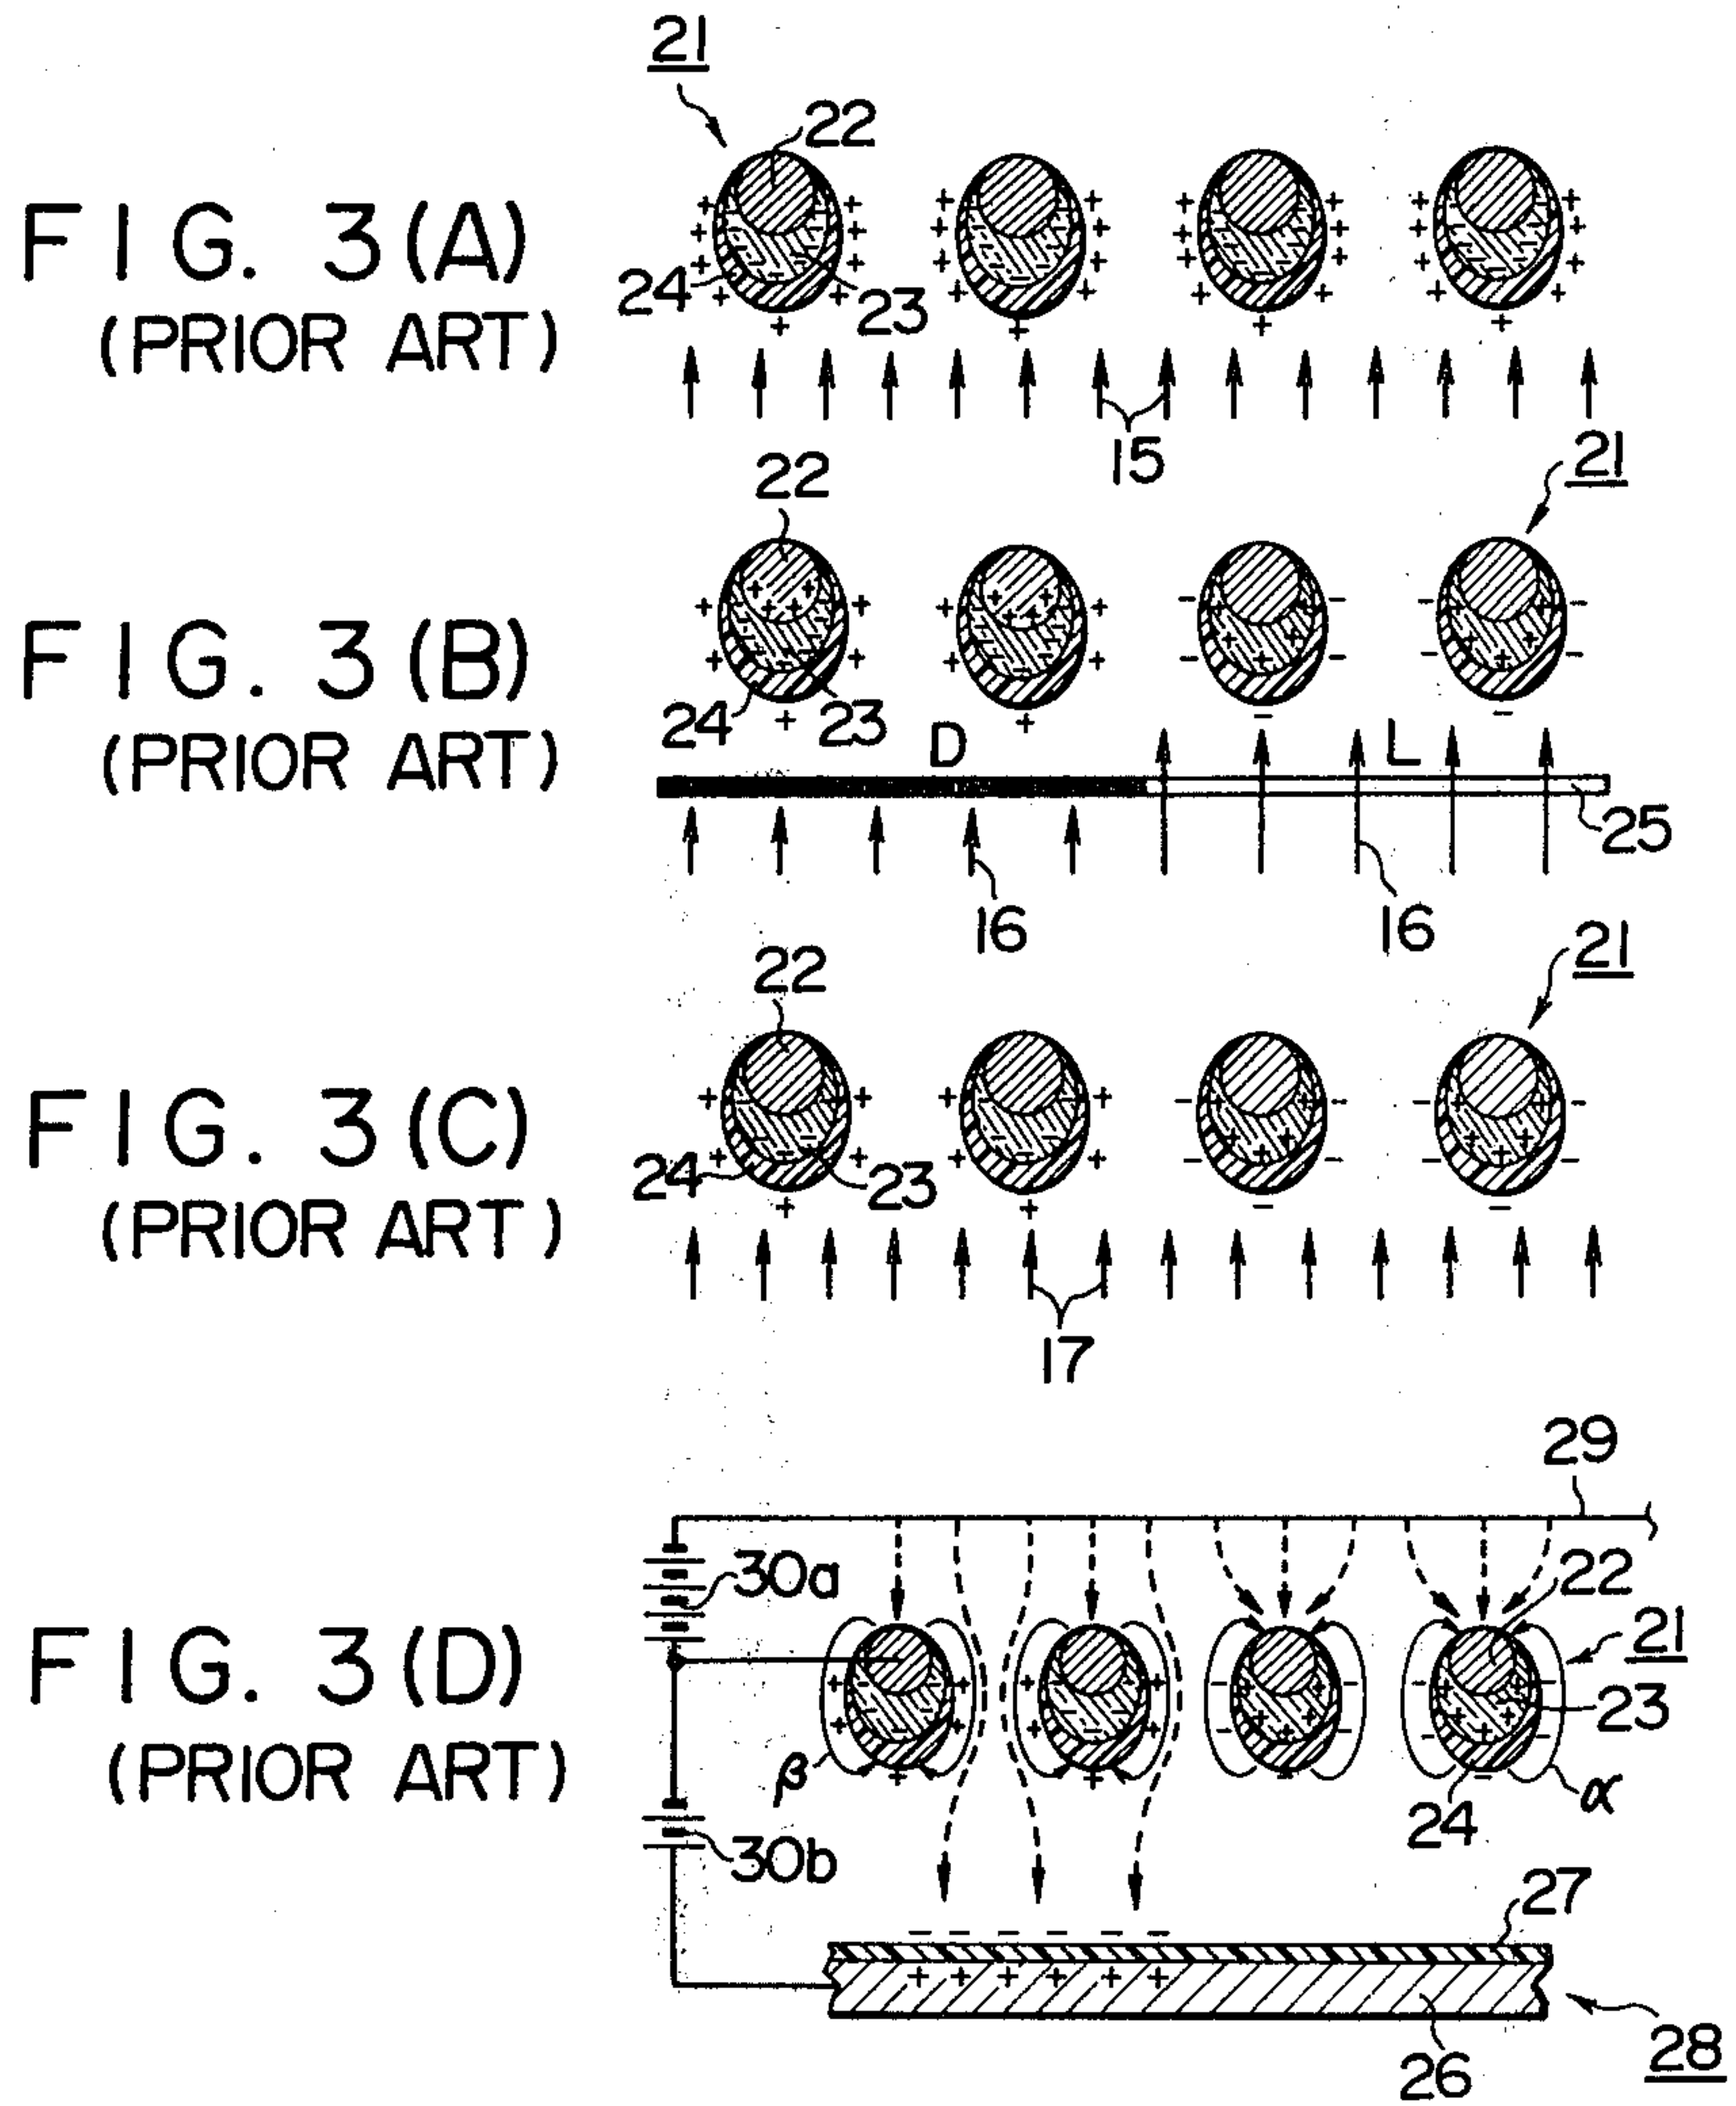 21
22
FIG. 3(A)
24
23
(PRIOR ART)
15
22
21
FIG. 3(B)
24
23
D
L
(PRIOR ART)
25
16
16
22
21
FIG. 3(C)
24
23
(PRIOR ART)
17
29
30a
22
21
FIG. 3(D)
23
(PRIOR ART)
β
α
24
30b
27
26
28